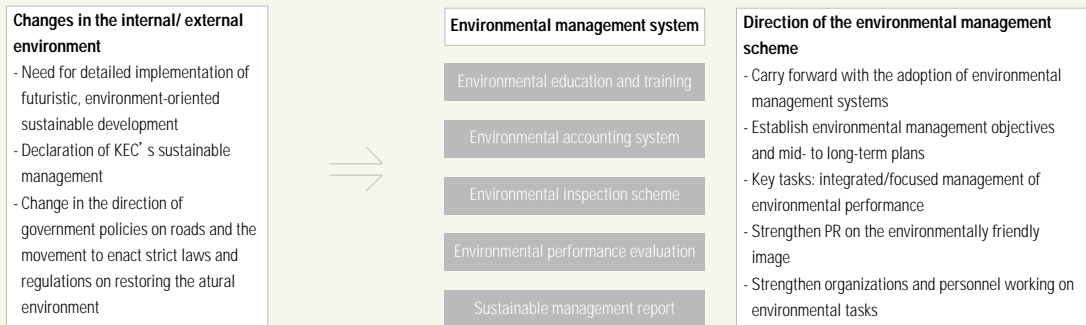 Changes in the internal/ external
environment
- Need for detailed implementation of
futuristic, environment-oriented
sustainable development
- Declaration of KEC's sustainable
management
- Change in the direction of
government policies on roads and the
movement to enact strict laws and
regulations on restoring the atural
environment
Environmental management system
Environmental education and training
Environmental accounting system
Environmental inspection scheme
Environmental performance evaluation
Sustainable management report
Direction of the environmental management
scheme
- Carry forward with the adoption of environmental
management systems
- Establish environmental management objectives
and mid- to long-term plans
- Key tasks: integrated/focused management of
environmental performance
- Strengthen PR on the environmentally friendly
image
- Strengthen organizations and personnel working on
environmental tasks